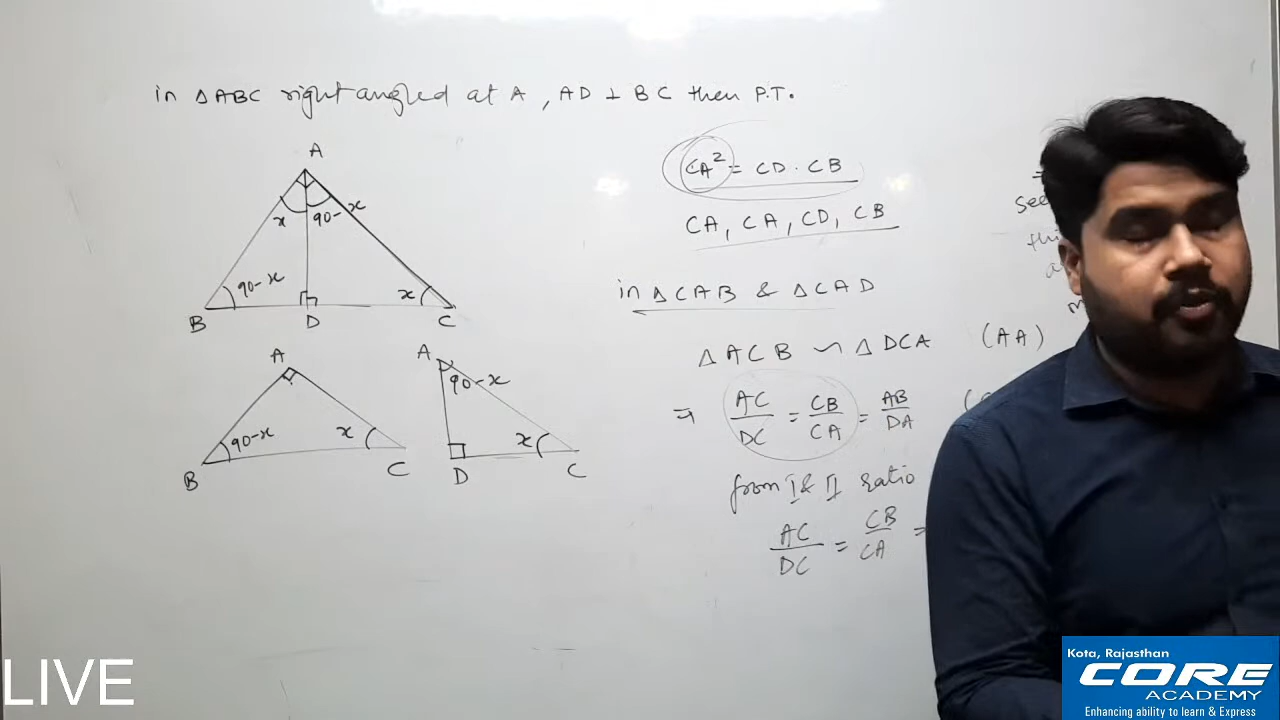 in △ABC right angled at A, AD ⊥ BC then P.T.
A
x 90-x
90-x x
B D C
A
90-x x
B C
A
90-x
x
D C
CA² = CD · CB
CA, CA, CD, CB
in △CAB & △CAD
△ACB ∽ △DCA (AA)
⇒ AC/DC = CB/CA = AB/DA
from I & II ratio
AC/DC = CB/CA =
see
LIVE
Kota, Rajasthan
CORE
ACADEMY
Enhancing ability to learn & Express